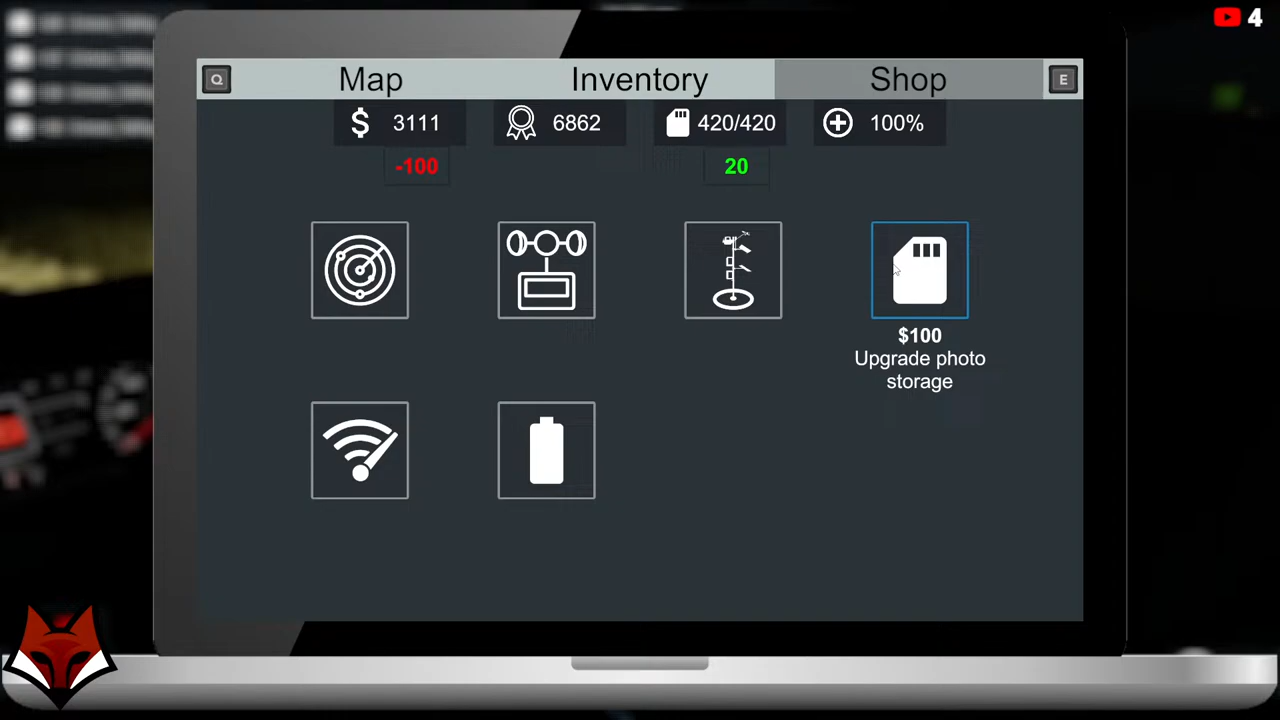 4
Q
Map
Inventory
Shop
E
$ 3111
6862
420/420
100%
-100
20
$100
Upgrade photo
storage